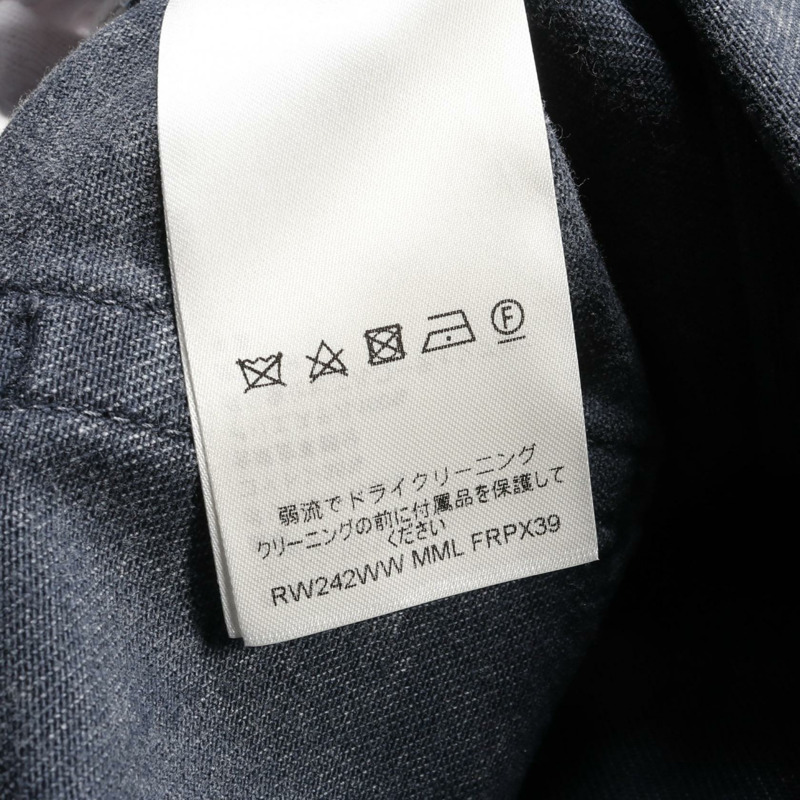 F
弱流でドライクリーニング
クリーニングの前に付属品を保護して
ください
RW242WW MML FRPX39